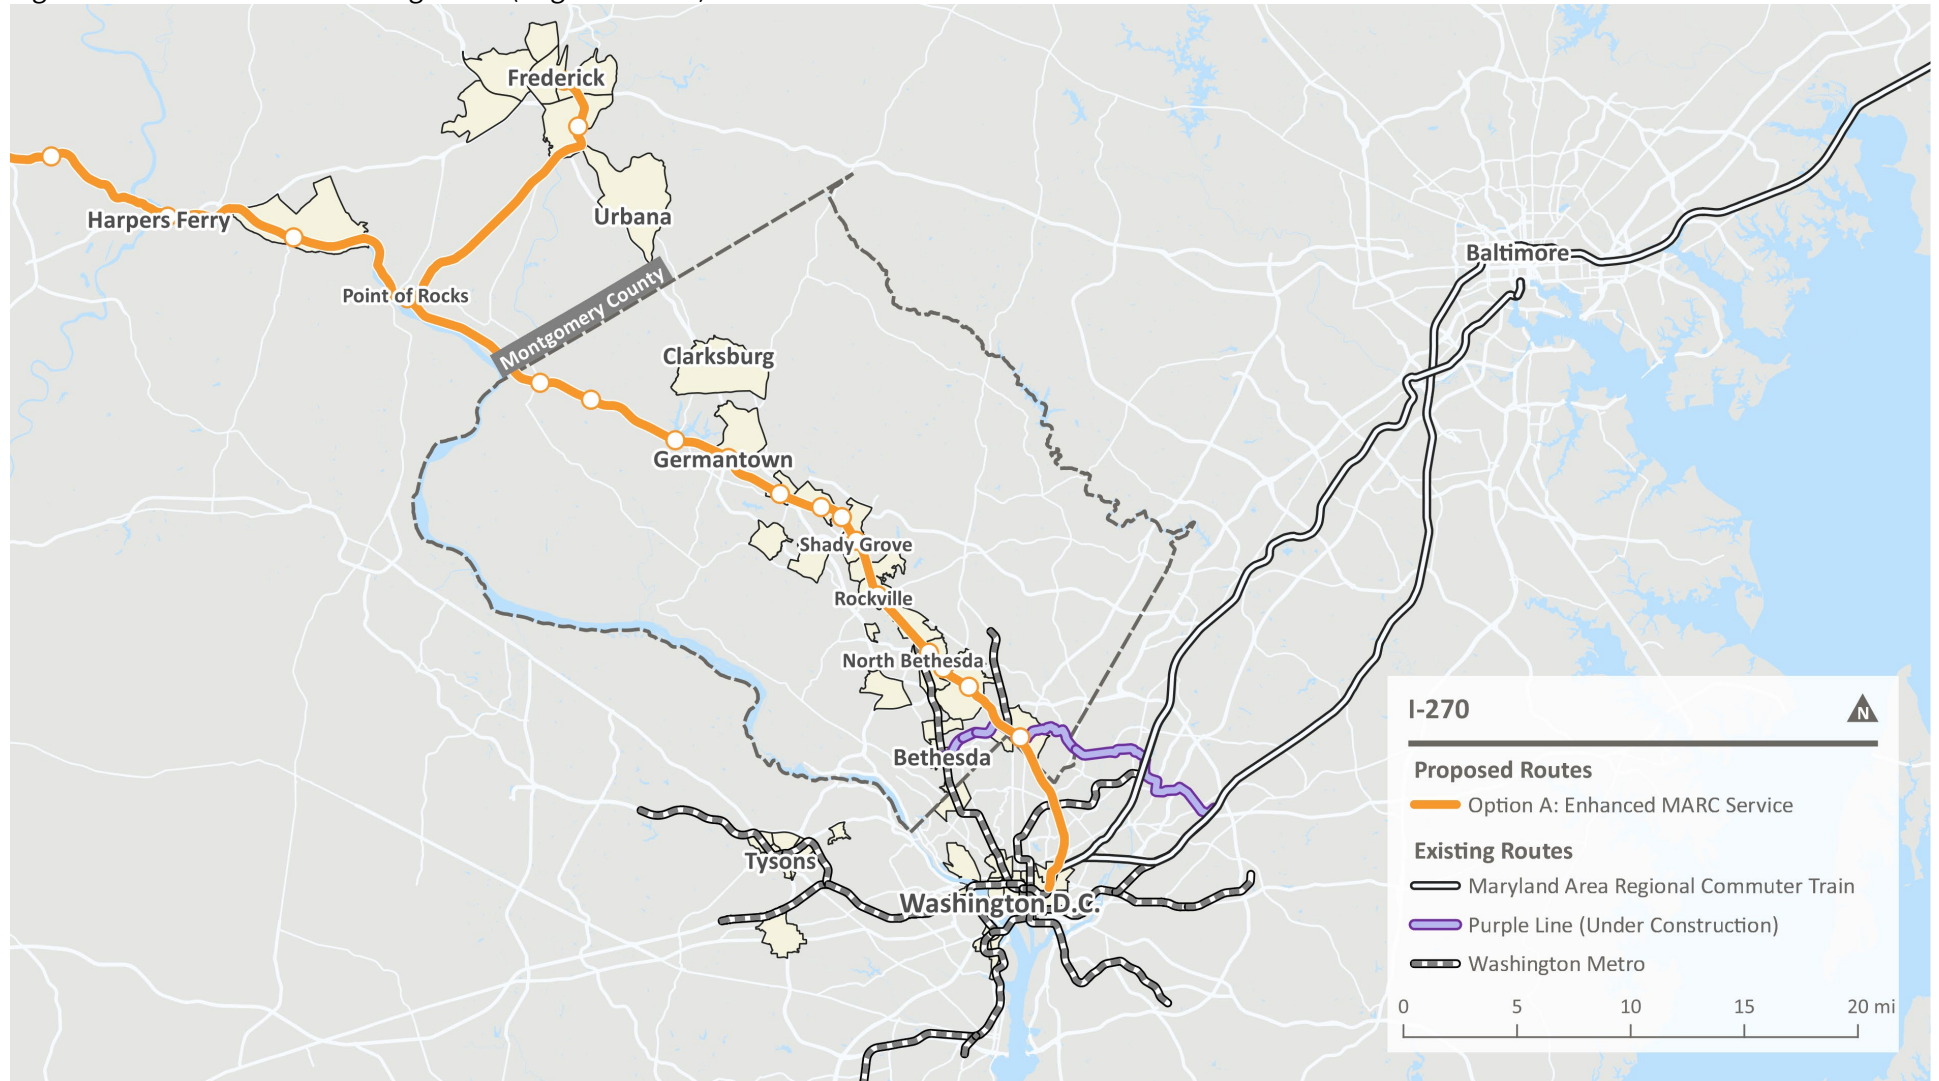 Frederick
Harpers Ferry
Urbana
Point of Rocks
Montgomery County
Baltimore
Clarksburg
Germantown
Shady Grove
Rockville
North Bethesda
Bethesda
Tysons
Washington D.C.
I-270
N
Proposed Routes
Option A: Enhanced MARC Service
Existing Routes
Maryland Area Regional Commuter Train
Purple Line (Under Construction)
Washington Metro
0 5 10 15 20 mi